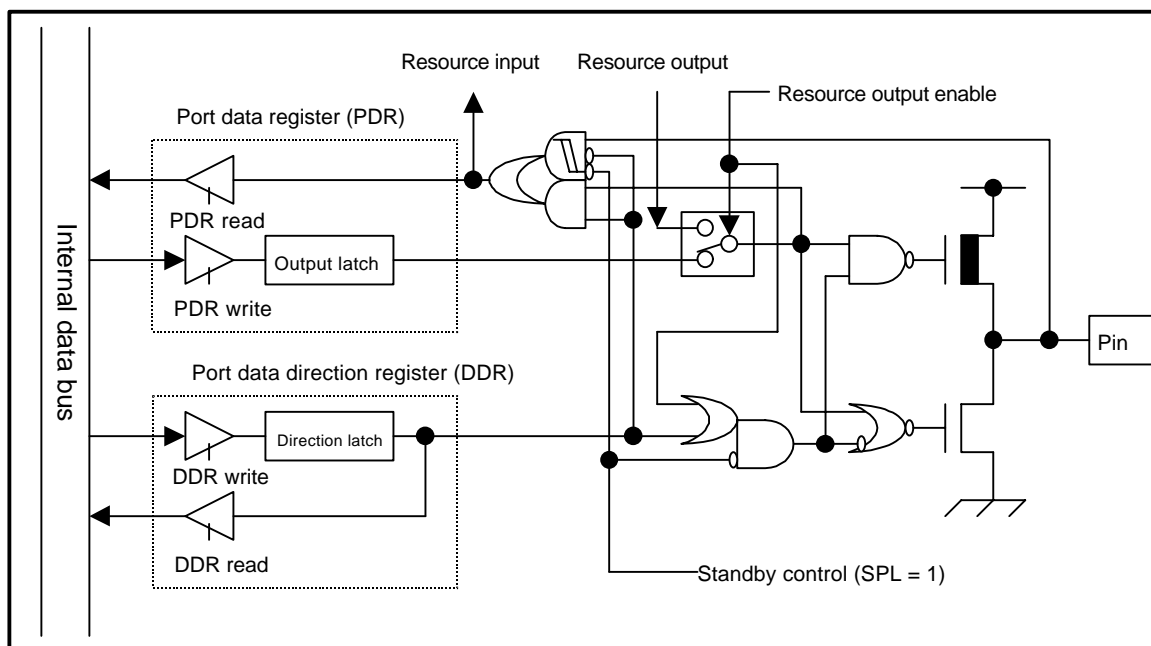 Resource input
Resource output
Resource output enable
Port data register (PDR)
PDR read
Output latch
PDR write
Internal data bus
Pin
Port data direction register (DDR)
Direction latch
DDR write
DDR read
Standby control (SPL = 1)